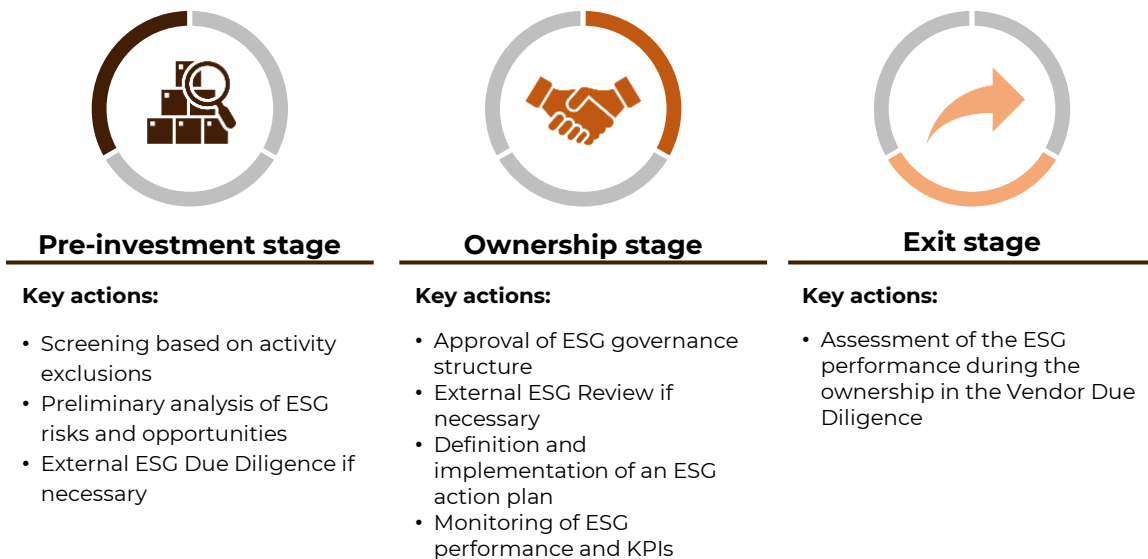 Pre-investment stage
Key actions:
• Screening based on activity
exclusions
• Preliminary analysis of ESG
risks and opportunities
• External ESG Due Diligence if
necessary
Ownership stage
Key actions:
• Approval of ESG governance
structure
• External ESG Review if
necessary
• Definition and
implementation of an ESG
action plan
• Monitoring of ESG
performance and KPIs
Exit stage
Key actions:
• Assessment of the ESG
performance during the
ownership in the Vendor Due
Diligence